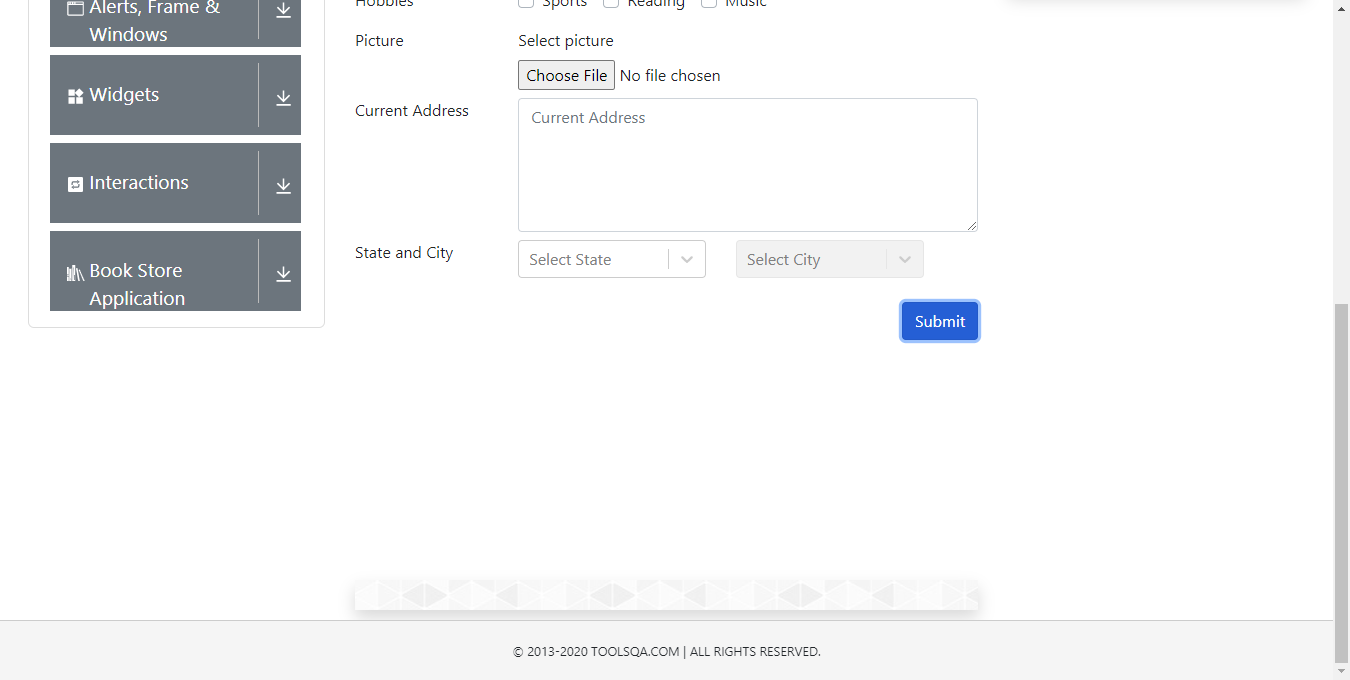 Alerts, Frame &
Windows
Widgets
Interactions
Book Store
Application
Hobbies Sports Reading Music
Picture Select picture
Choose File No file chosen
Current Address Current Address
State and City Select State Select City
Submit
© 2013-2020 TOOLSQA.COM | ALL RIGHTS RESERVED.